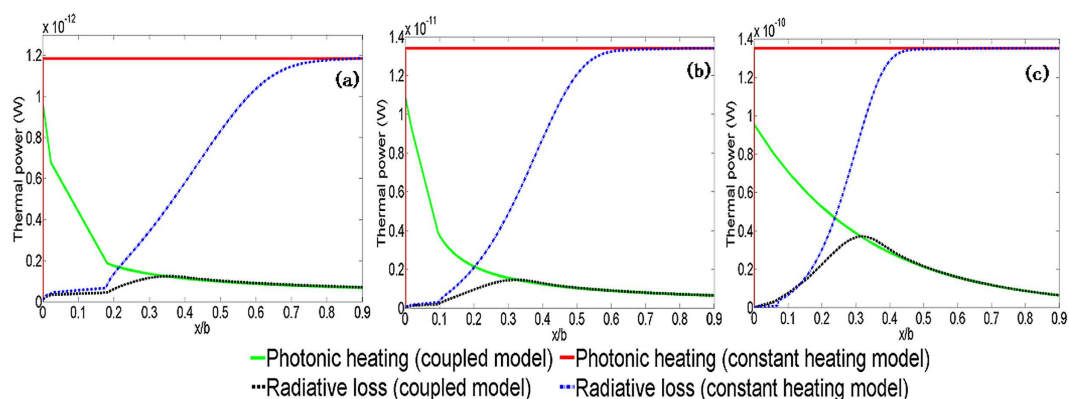 x 10⁻¹²
Thermal power (W)
1.4
1.2
1
0.8
0.6
0.4
0.2
0
0 0.1 0.2 0.3 0.4 0.5 0.6 0.7 0.8 0.9
x/b
(a)
x 10⁻¹¹
Thermal power (W)
1.4
1.2
1
0.8
0.6
0.4
0.2
0
0 0.1 0.2 0.3 0.4 0.5 0.6 0.7 0.8 0.9
x/b
(b)
x 10⁻¹⁰
Thermal power (W)
1.4
1.2
1
0.8
0.6
0.4
0.2
0
0 0.1 0.2 0.3 0.4 0.5 0.6 0.7 0.8 0.9
x/b
(c)
Photonic heating (coupled model) Photonic heating (constant heating model)
Radiative loss (coupled model) Radiative loss (constant heating model)